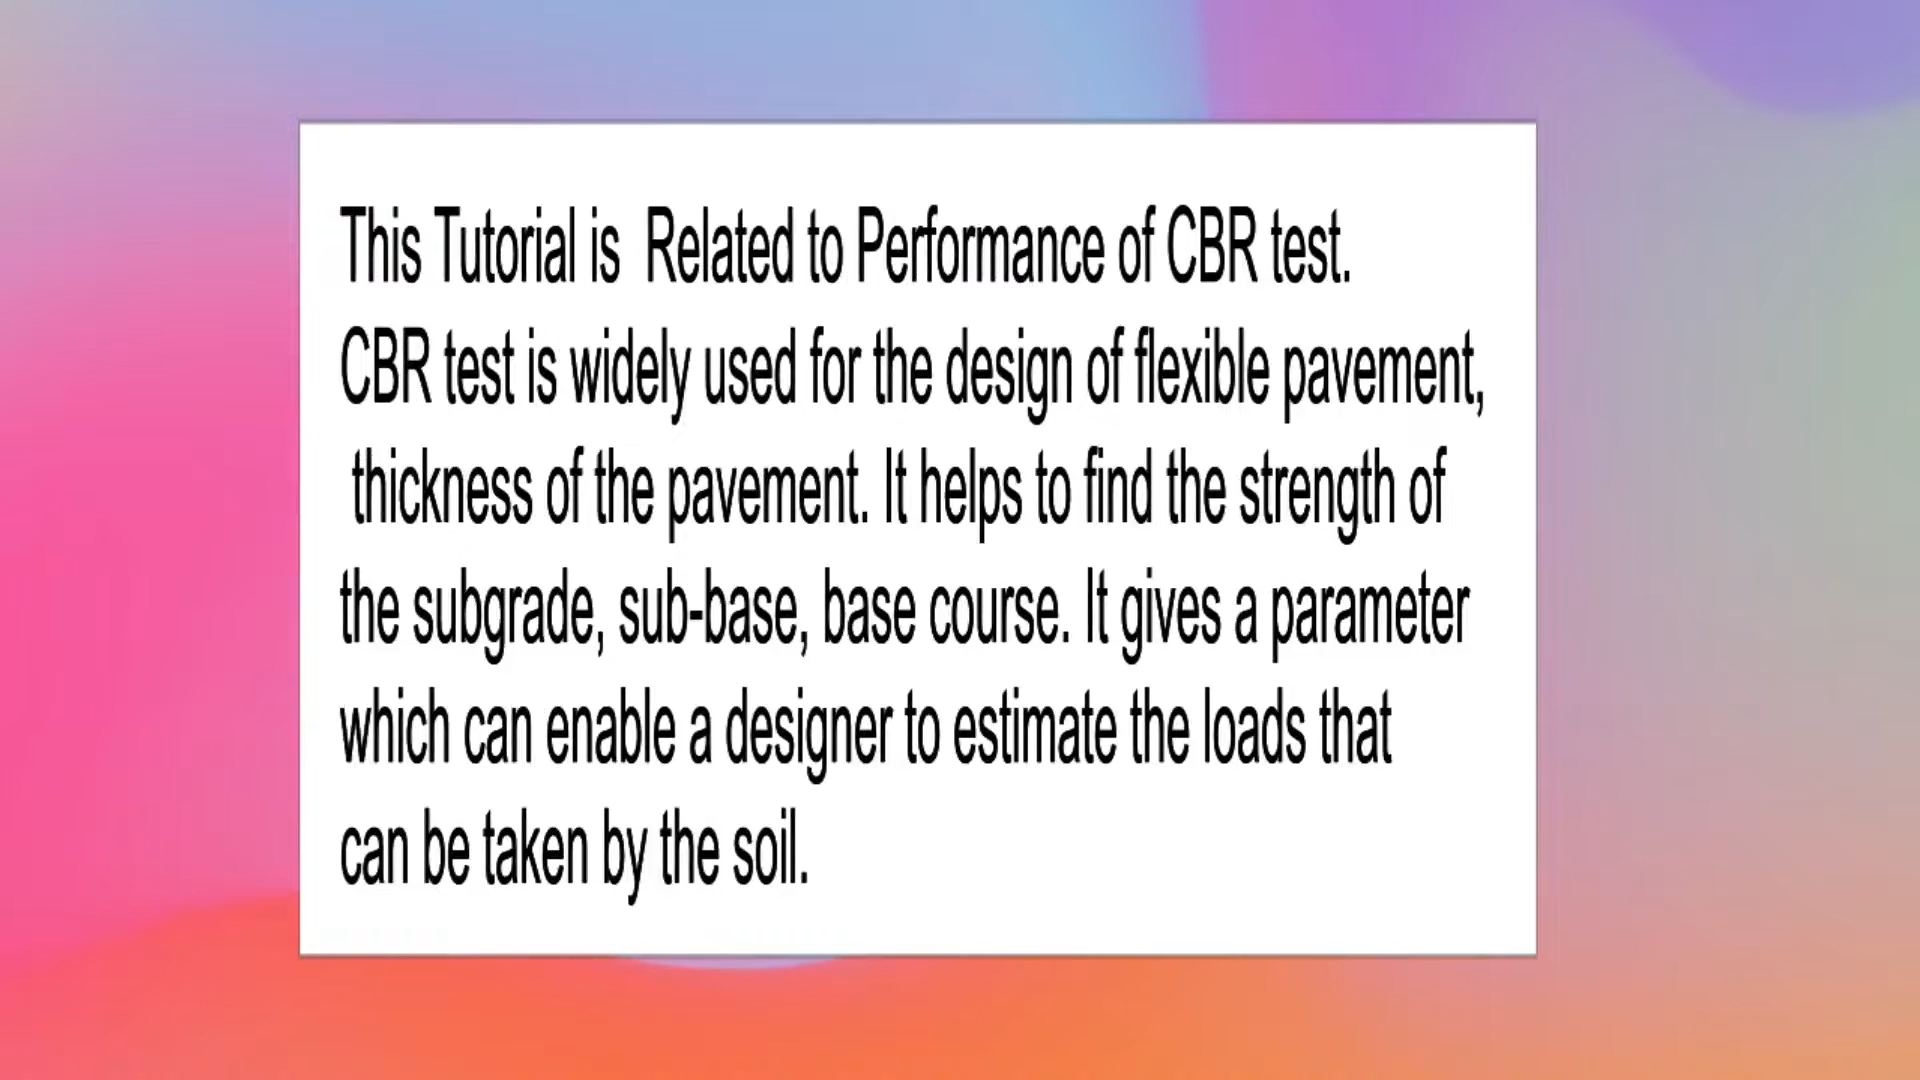 This Tutorial is  Related to Performance of CBR test.
CBR test is widely used for the design of flexible pavement,
thickness of the pavement. It helps to find the strength of
the subgrade, sub-base, base course. It gives a parameter
which can enable a designer to estimate the loads that
can be taken by the soil.